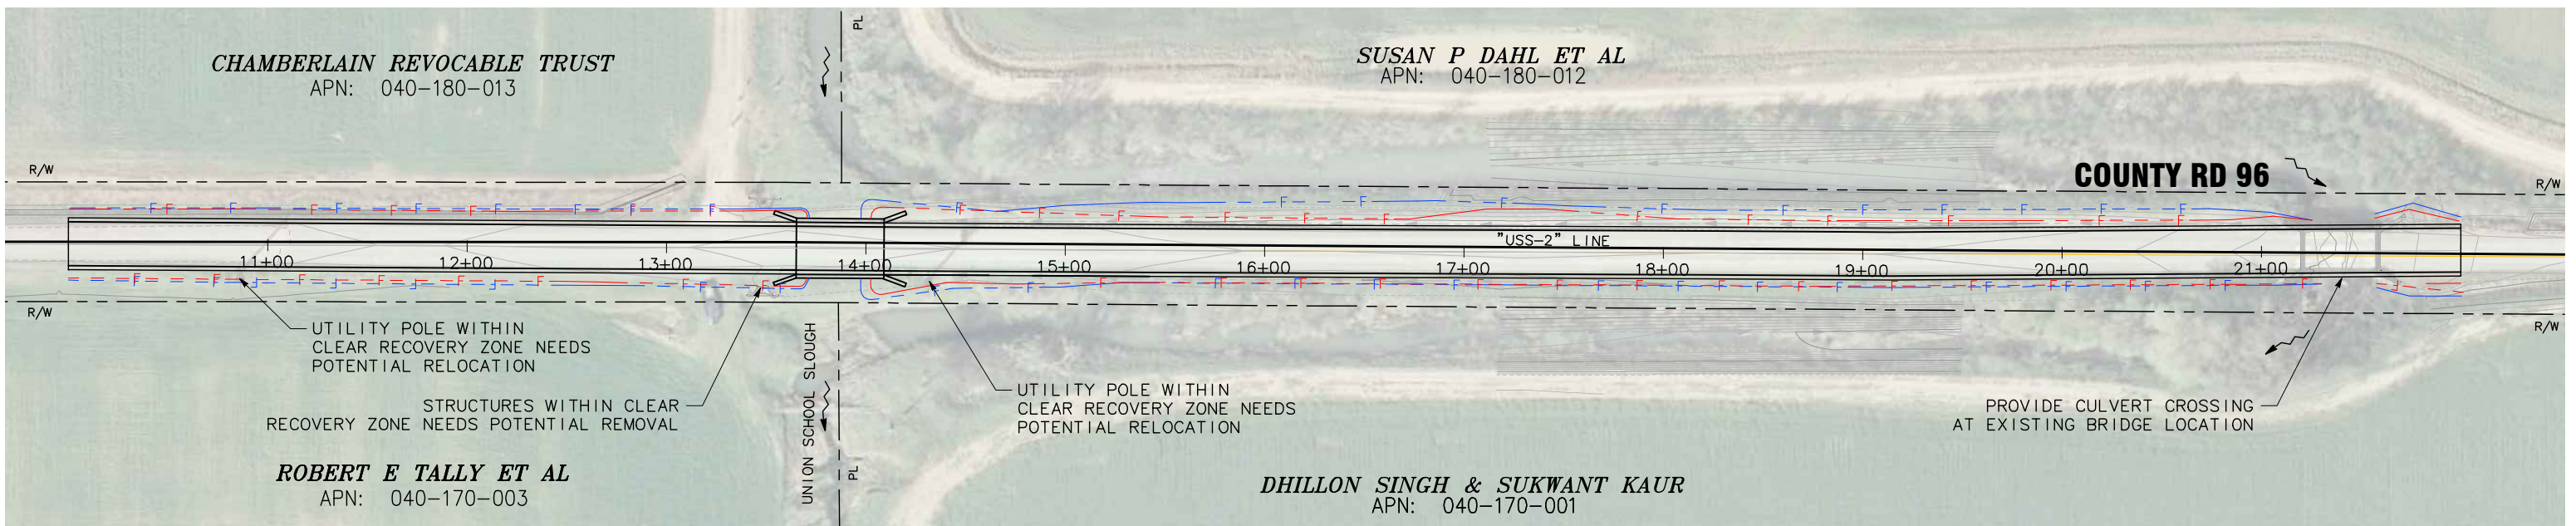 CHAMBERLAIN REVOCABLE TRUST
APN: 040-180-013
PL
SUSAN P DAHL ET AL
APN: 040-180-012
R/W
COUNTY RD 96
R/W
"USS-2" LINE
11+00
12+00
13+00
14+00
15+00
16+00
17+00
18+00
19+00
20+00
21+00
R/W
R/W
UTILITY POLE WITHIN
CLEAR RECOVERY ZONE NEEDS
POTENTIAL RELOCATION
STRUCTURES WITHIN CLEAR
RECOVERY ZONE NEEDS POTENTIAL REMOVAL
UNION SCHOOL SLOUGH
PL
UTILITY POLE WITHIN
CLEAR RECOVERY ZONE NEEDS
POTENTIAL RELOCATION
PROVIDE CULVERT CROSSING
AT EXISTING BRIDGE LOCATION
ROBERT E TALLY ET AL
APN: 040-170-003
DHILLON SINGH & SUKWANT KAUR
APN: 040-170-001